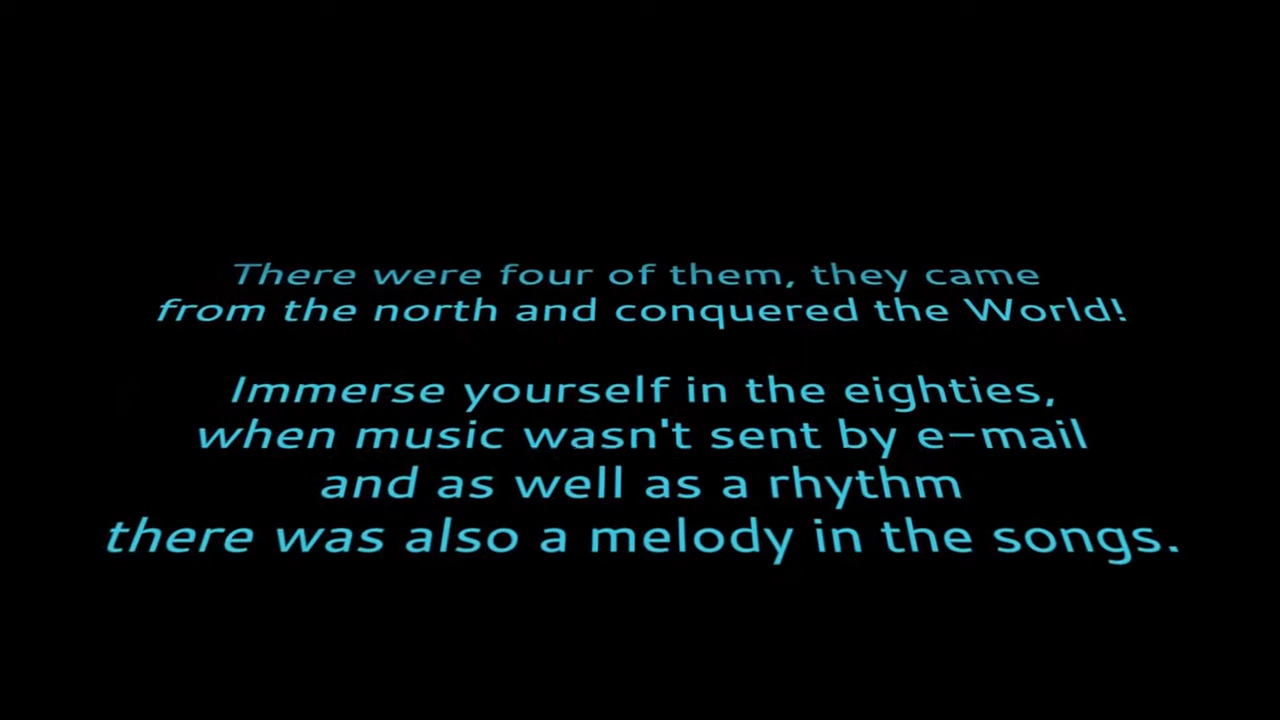 There were four of them, they came
from the north and conquered the World!
Immerse yourself in the eighties,
when music wasn't sent by e-mail
and as well as a rhythm
there was also a melody in the songs.